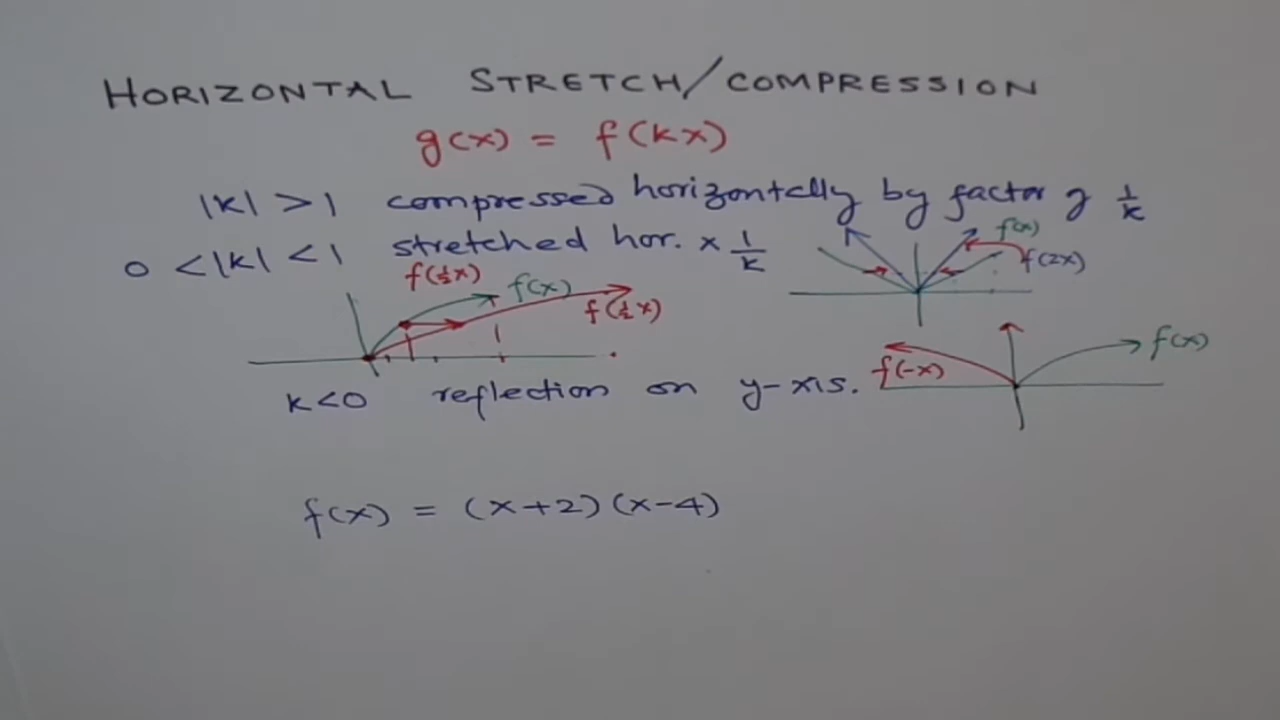 HORIZONTAL STRETCH/COMPRESSION
g(x) = f(kx)
|k| > 1 compressed horizontally by factor of 1/k
0 < |k| < 1 stretched hor. x 1/k
f(x)
f(2x)
f(½x) f(x)
f(½x)
k<0 reflection on y-xis.
f(-x) f(x)
f(x) = (x+2)(x-4)